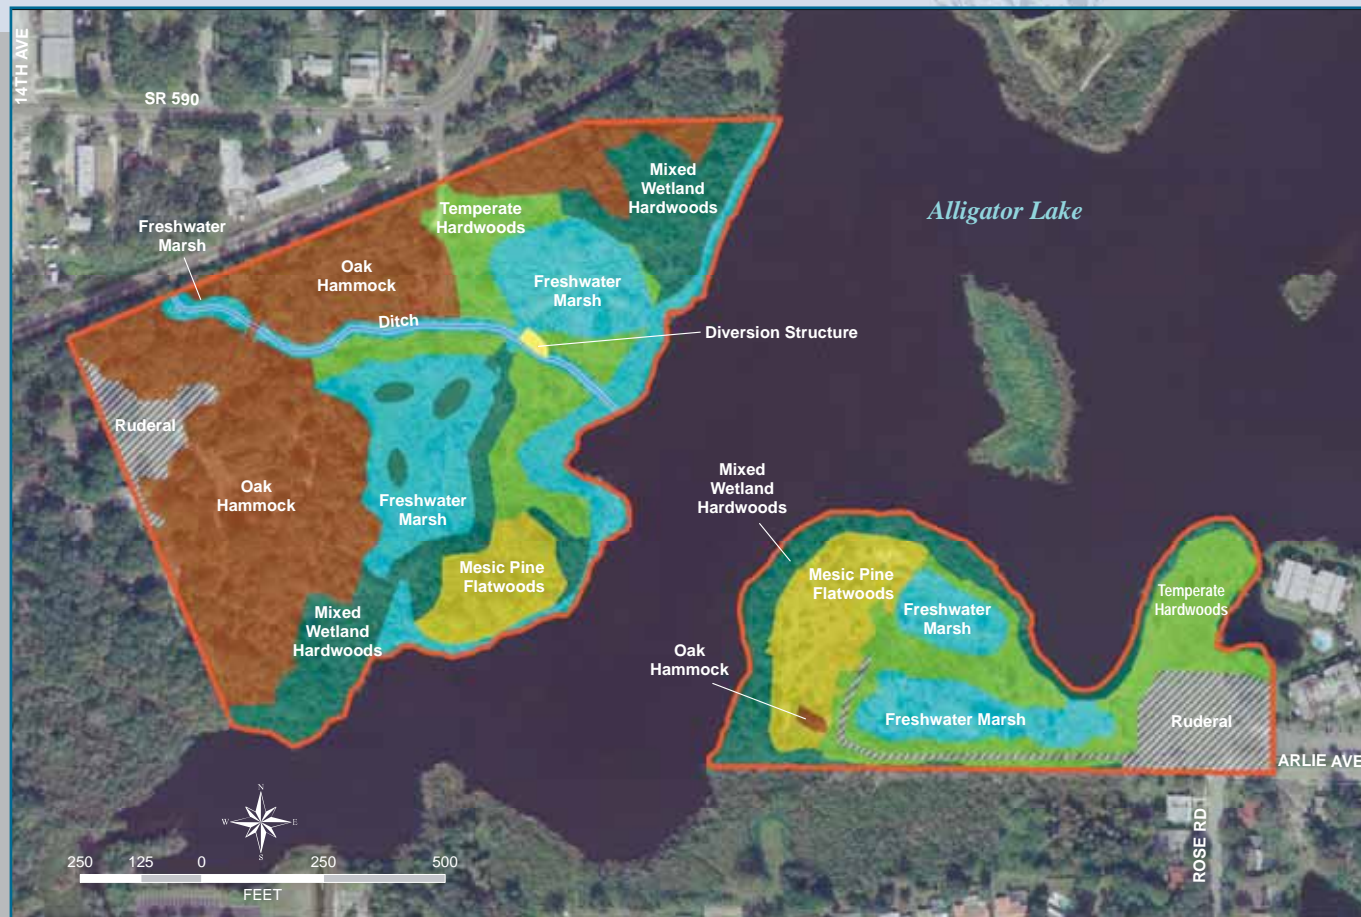 14TH AVE
SR 590
Mixed
Wetland
Hardwoods
Temperate
Hardwoods
Alligator Lake
Freshwater
Marsh
Oak
Hammock
Freshwater
Marsh
Ditch
Diversion Structure
Ruderal
Oak
Hammock
Freshwater
Marsh
Mixed
Wetland
Hardwoods
Mesic Pine
Flatwoods
Mesic Pine
Flatwoods
Temperate
Hardwoods
Freshwater
Marsh
Mixed
Wetland
Hardwoods
Oak
Hammock
Freshwater Marsh
Ruderal
ARLIE AVE
ROSE RD
N
W
E
S
250
125
0
250
500
FEET